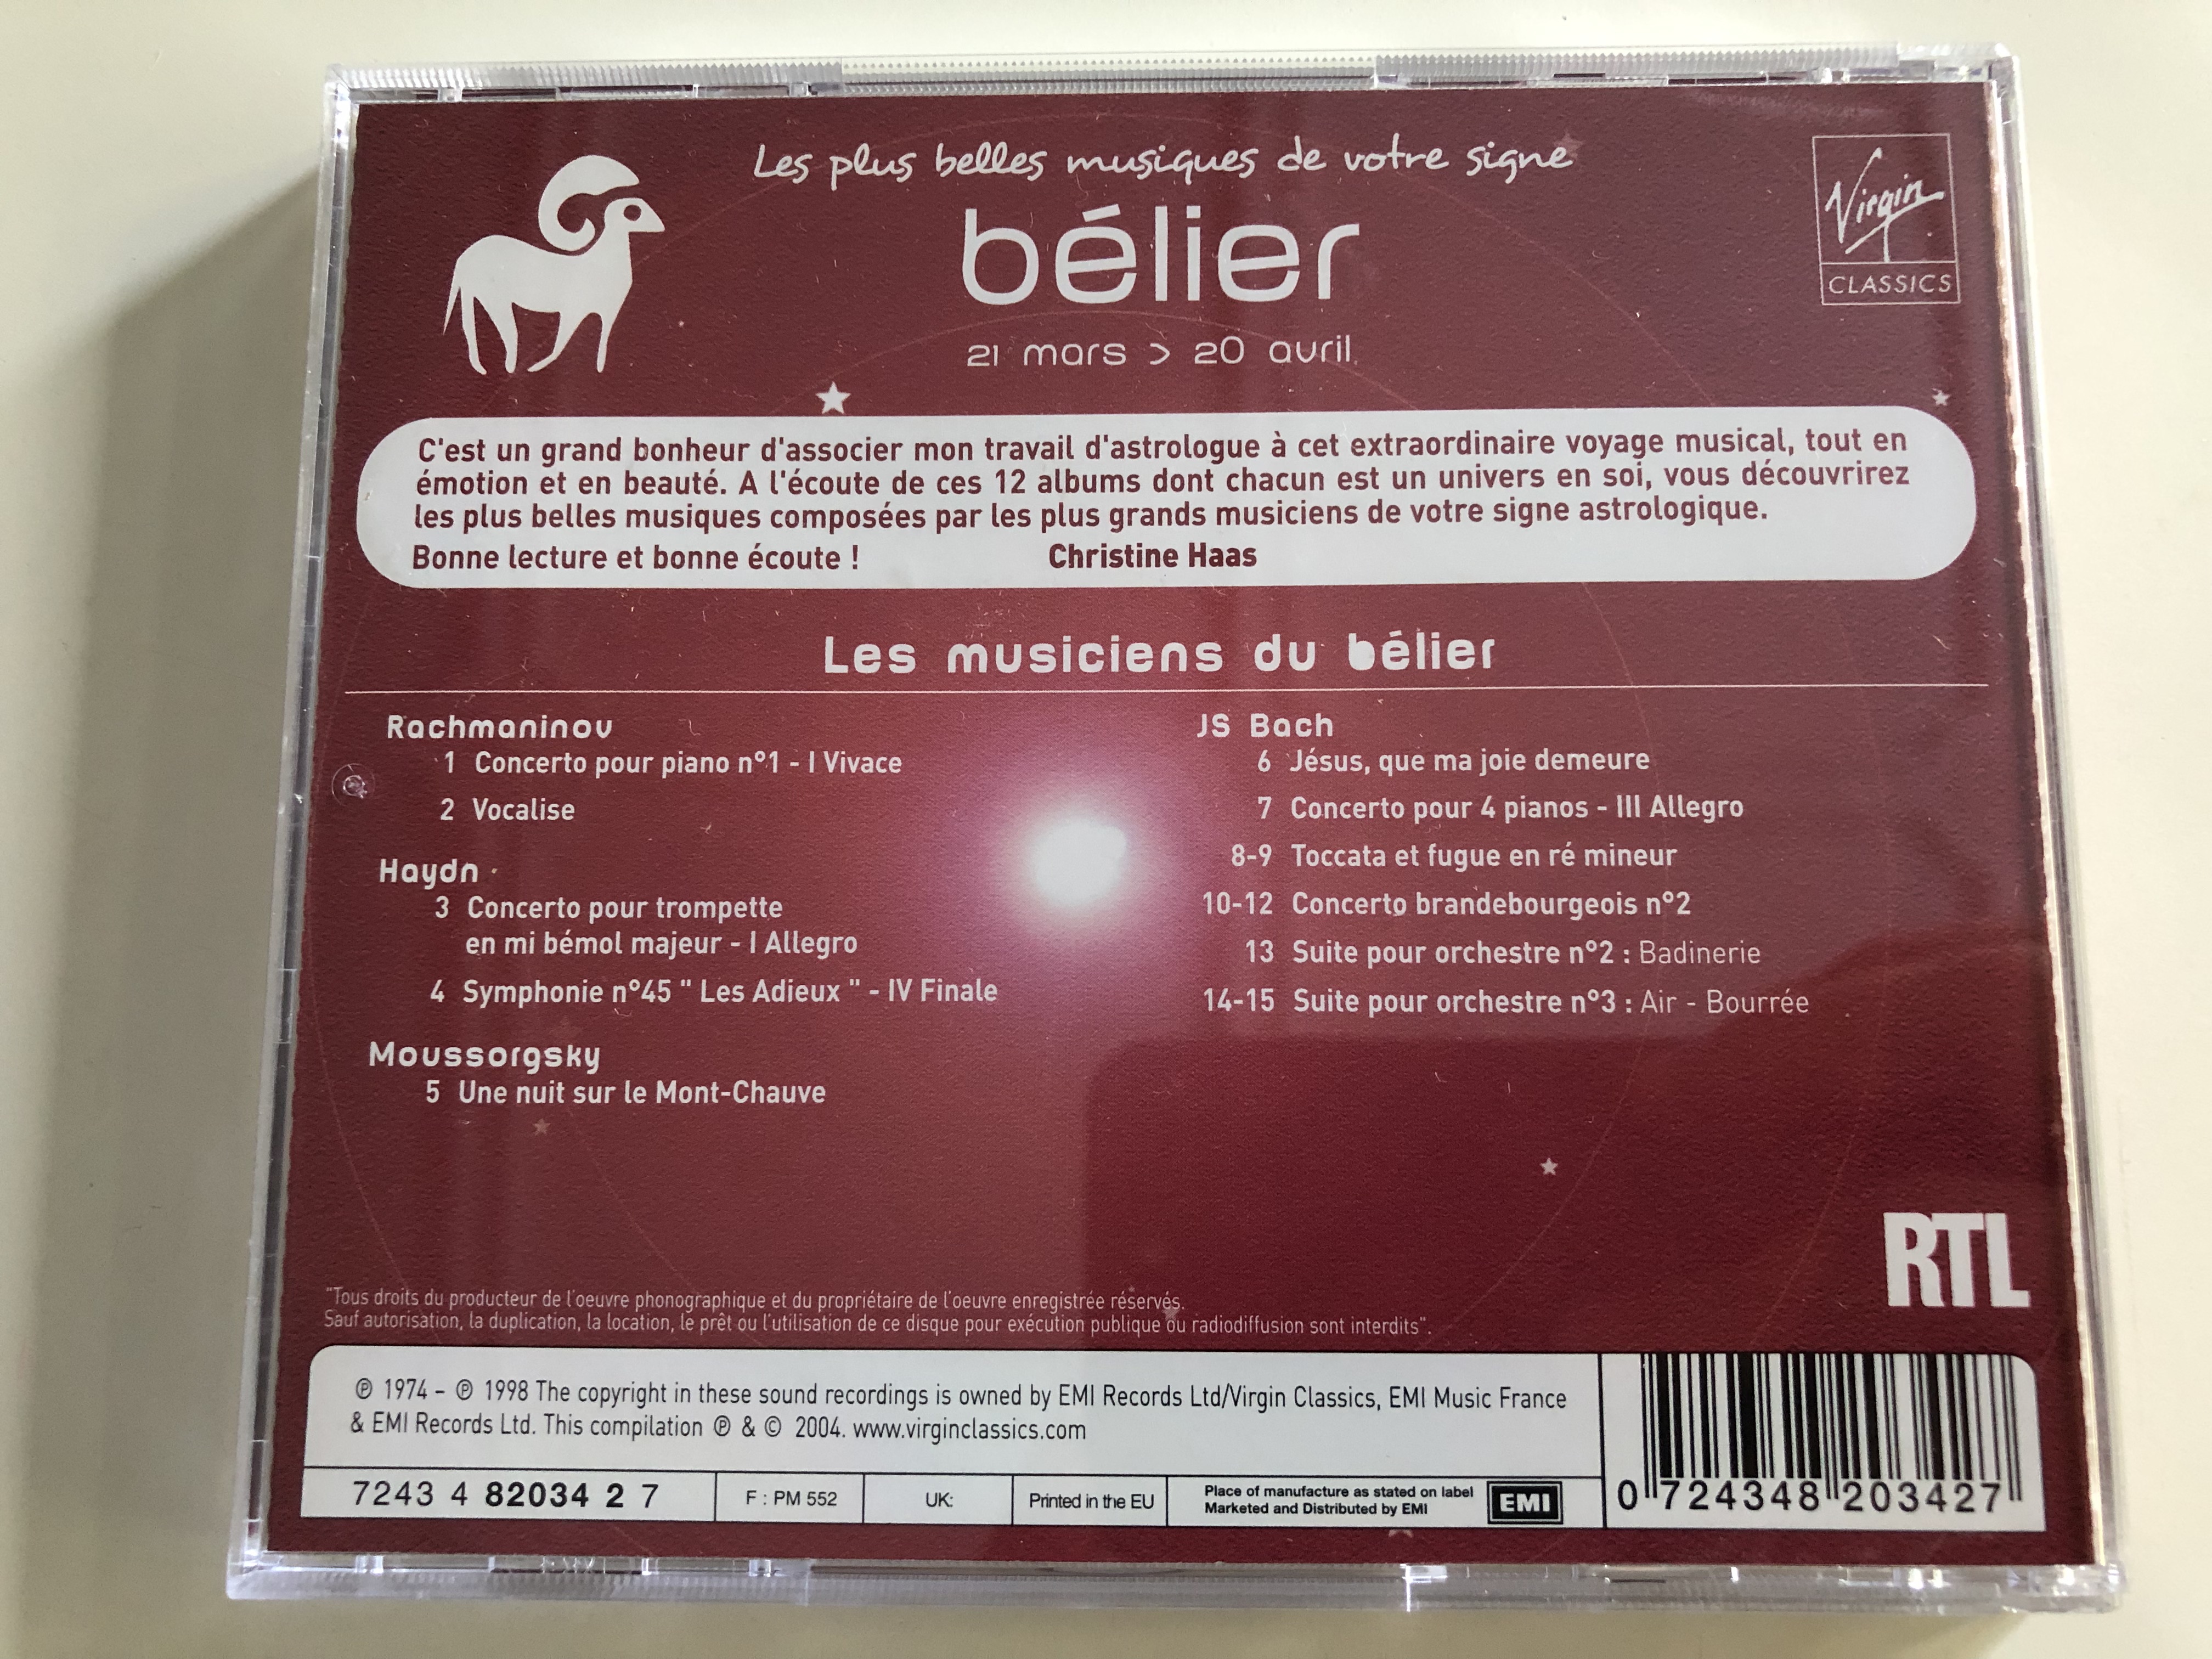 Les plus belles musiques de votre signe
bélier
21 mars > 20 avril
Virgin
CLASSICS
C'est un grand bonheur d'associer mon travail d'astrologue à cet extraordinaire voyage musical, tout en
émotion et en beauté. A l'écoute de ces 12 albums dont chacun est un univers en soi, vous découvrirez
les plus belles musiques composées par les plus grands musiciens de votre signe astrologique.
Bonne lecture et bonne écoute ! Christine Haas
Les musiciens du bélier
Rachmaninov
1 Concerto pour piano n°1 - I Vivace
2 Vocalise
Haydn
3 Concerto pour trompette
en mi bémol majeur - I Allegro
4 Symphonie n°45 " Les Adieux " - IV Finale
Moussorgsky
5 Une nuit sur le Mont-Chauve
JS Bach
6 Jésus, que ma joie demeure
7 Concerto pour 4 pianos - III Allegro
8-9 Toccata et fugue en ré mineur
10-12 Concerto brandebourgeois n°2
13 Suite pour orchestre n°2 : Badinerie
14-15 Suite pour orchestre n°3 : Air - Bourrée
RTL
"Tous droits du producteur de l'oeuvre phonographique et du propriétaire de l'oeuvre enregistrée réservés.
Sauf autorisation, la duplication, la location, le prêt ou l'utilisation de ce disque pour exécution publique ou radiodiffusion sont interdits".
℗ 1974 - ℗ 1998 The copyright in these sound recordings is owned by EMI Records Ltd/Virgin Classics, EMI Music France
& EMI Records Ltd. This compilation ℗ & © 2004. www.virginclassics.com
7243 4 82034 2 7
F : PM 552
UK:
Printed in the EU
Place of manufacture as stated on label
Marketed and Distributed by EMI
EMI
0 724348 203427